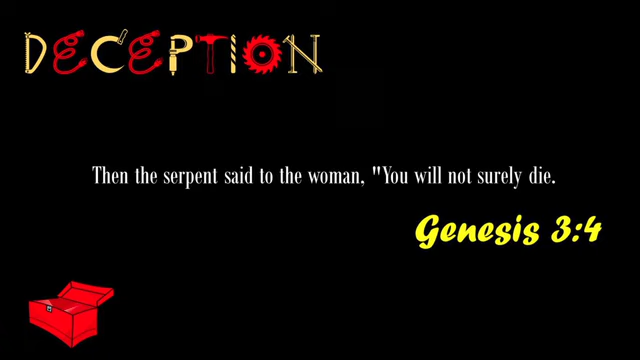 DECEPTION
Then the serpent said to the woman, "You will not surely die.
Genesis 3:4